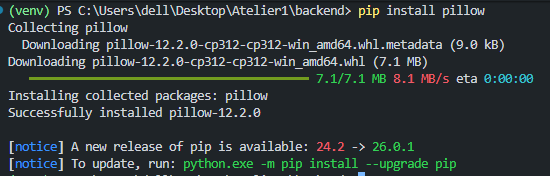 (venv) PS C:\Users\dell\Desktop\Atelier1\backend> pip install pillow
Collecting pillow
  Downloading pillow-12.2.0-cp312-cp312-win_amd64.whl.metadata (9.0 kB)
Downloading pillow-12.2.0-cp312-cp312-win_amd64.whl (7.1 MB)
7.1/7.1 MB 8.1 MB/s eta 0:00:00
Installing collected packages: pillow
Successfully installed pillow-12.2.0
[notice] A new release of pip is available: 24.2 -> 26.0.1
[notice] To update, run: python.exe -m pip install --upgrade pip